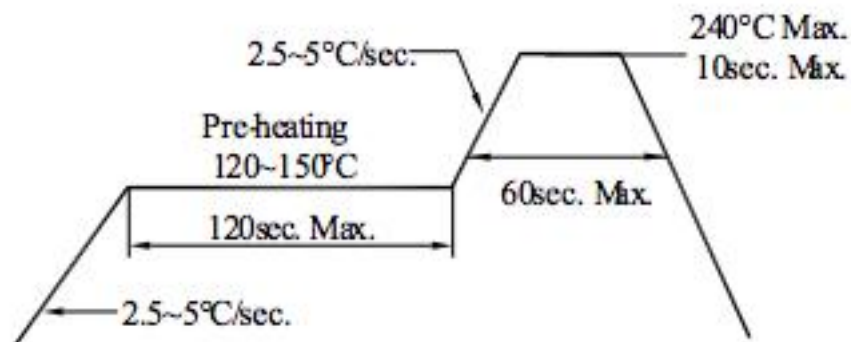 240°C Max.
10sec. Max.
2.5~5°C/sec.
Pre-heating
120~150°C
60sec. Max.
120sec. Max.
2.5~5°C/sec.